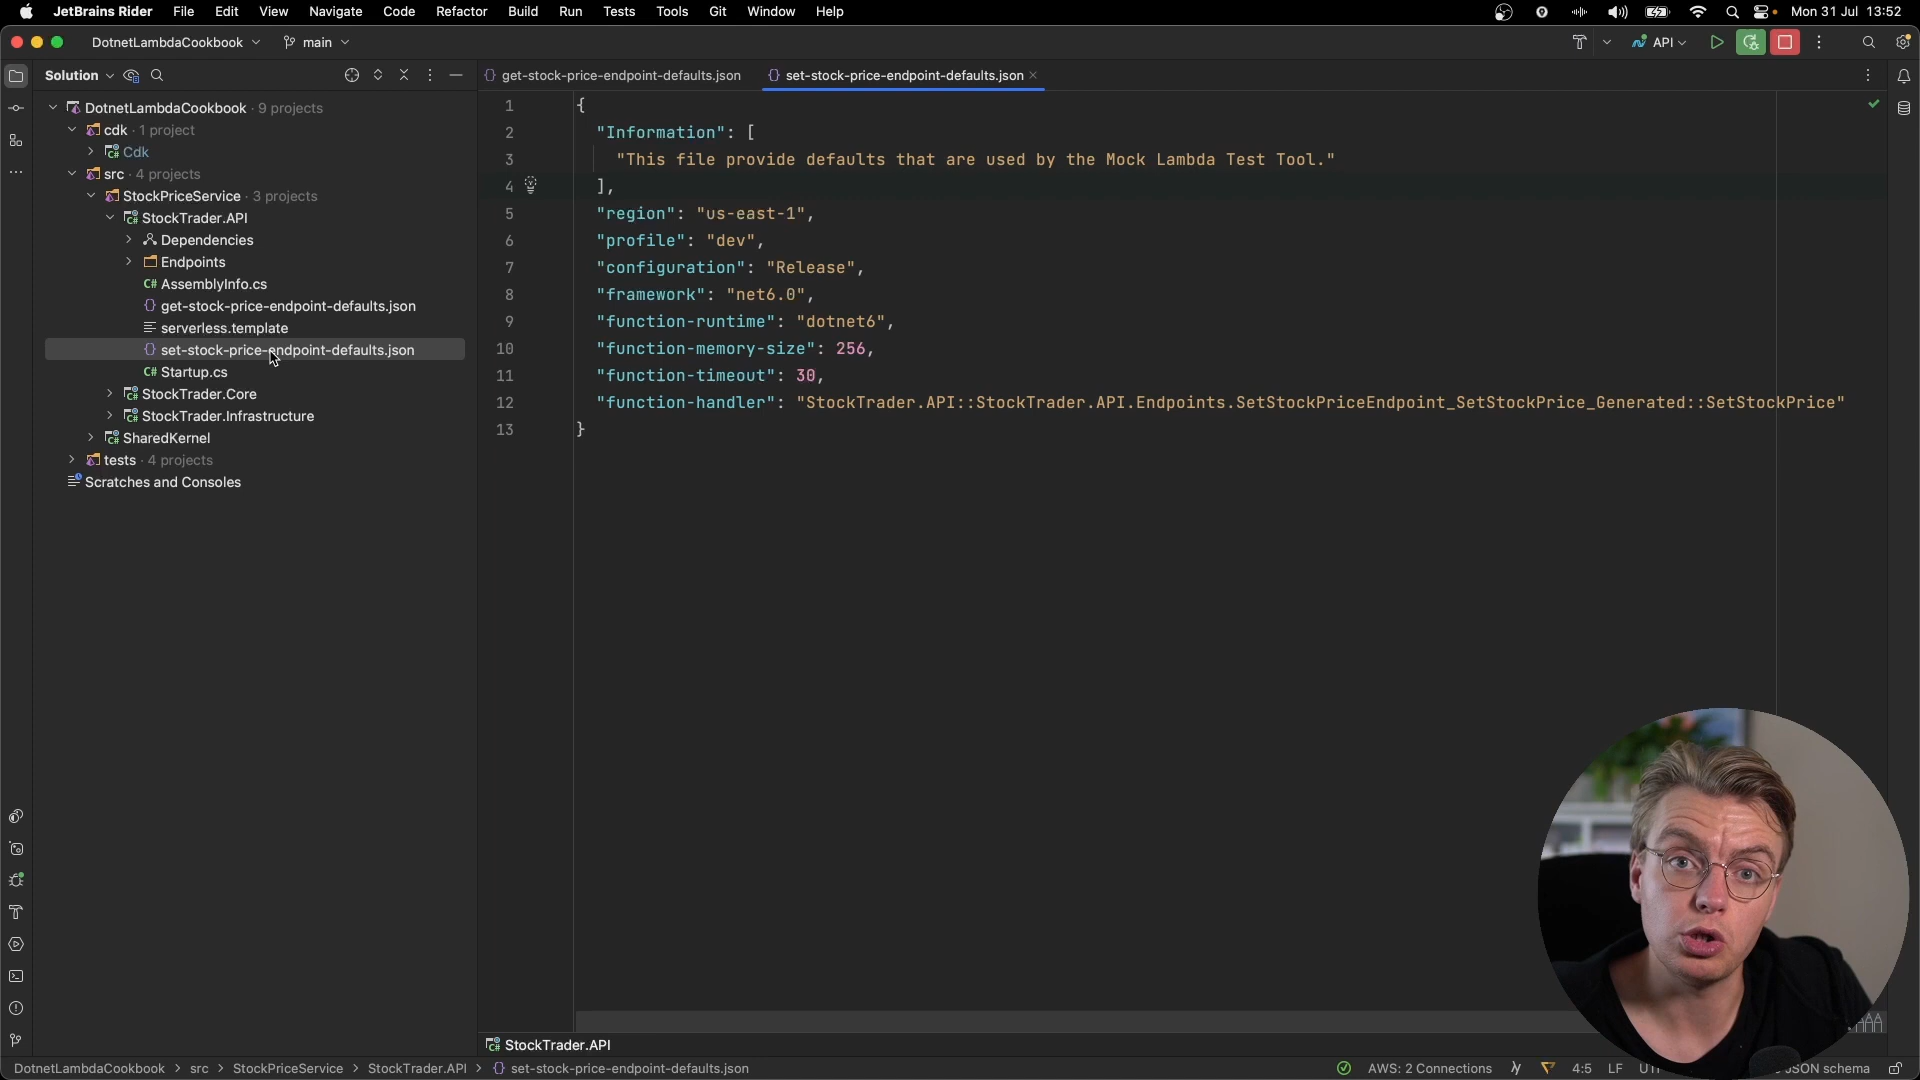 JetBrains Rider File Edit View Navigate Code Refactor Build Run Tests Tools Git Window Help Mon 31 Jul 13:52
DotnetLambdaCookbook main API
Solution
get-stock-price-endpoint-defaults.json set-stock-price-endpoint-defaults.json
DotnetLambdaCookbook · 9 projects
cdk · 1 project
Cdk
src · 4 projects
StockPriceService · 3 projects
StockTrader.API
Dependencies
Endpoints
C# AssemblyInfo.cs
get-stock-price-endpoint-defaults.json
serverless.template
set-stock-price-endpoint-defaults.json
C# Startup.cs
StockTrader.Core
StockTrader.Infrastructure
SharedKernel
tests · 4 projects
Scratches and Consoles
1 {
2 "Information": [
3 "This file provide defaults that are used by the Mock Lambda Test Tool."
4 ],
5 "region": "us-east-1",
6 "profile": "dev",
7 "configuration": "Release",
8 "framework": "net6.0",
9 "function-runtime": "dotnet6",
10 "function-memory-size": 256,
11 "function-timeout": 30,
12 "function-handler": "StockTrader.API::StockTrader.API.Endpoints.SetStockPriceEndpoint_SetStockPrice_Generated::SetStockPrice"
13 }
StockTrader.API
DotnetLambdaCookbook > src > StockPriceService > StockTrader.API > set-stock-price-endpoint-defaults.json AWS: 2 Connections 4:5 LF JSON schema